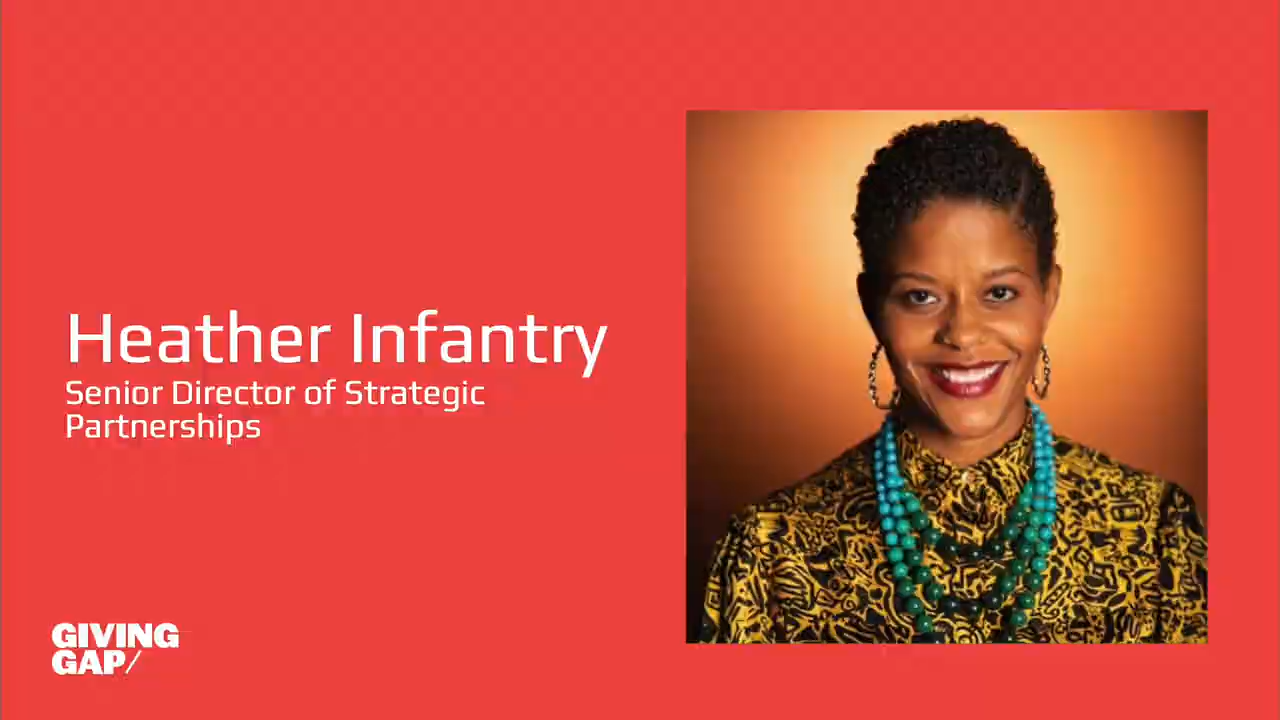 Heather Infantry
Senior Director of Strategic
Partnerships
GIVING
GAP/